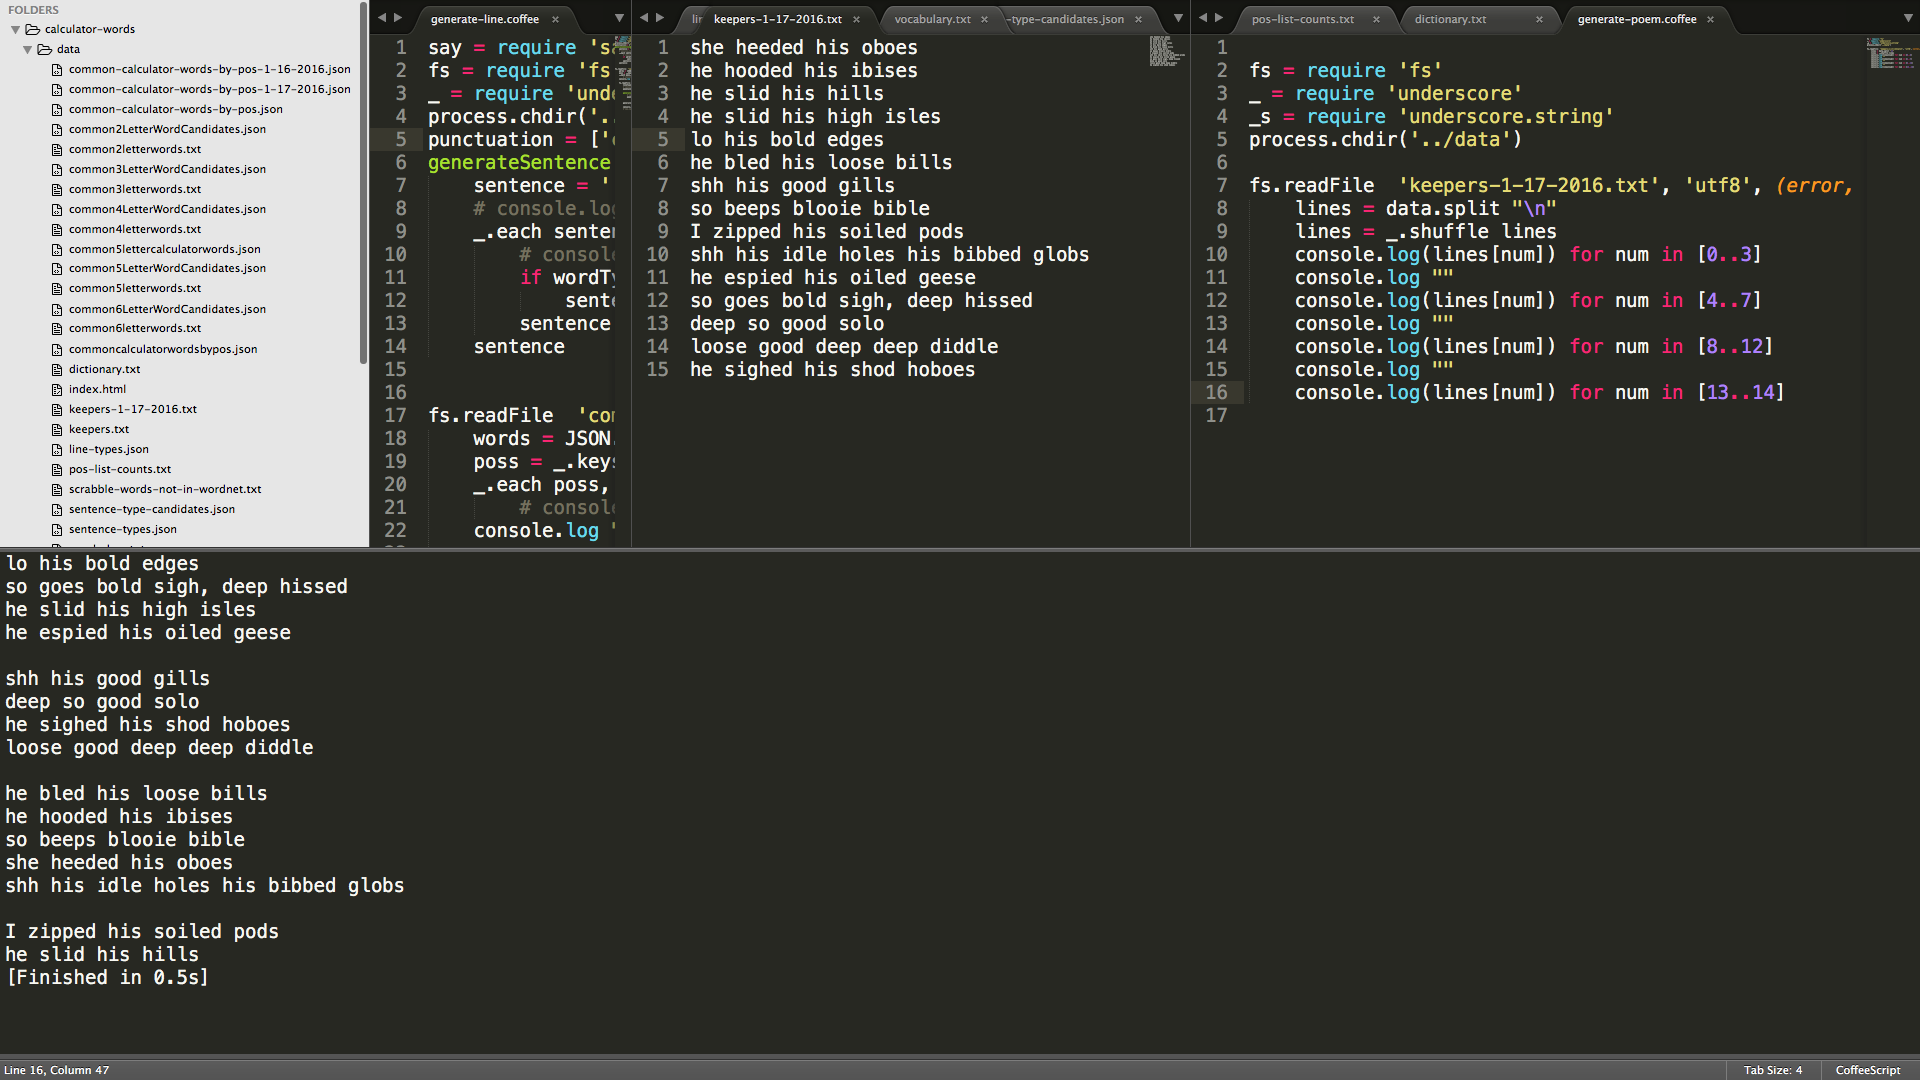 FOLDERS
calculator-words
data
common-calculator-words-by-pos-1-16-2016.json
common-calculator-words-by-pos-1-17-2016.json
common-calculator-words-by-pos.json
common2LetterWordCandidates.json
common2letterwords.txt
common3LetterWordCandidates.json
common3letterwords.txt
common4LetterWordCandidates.json
common4letterwords.txt
common5lettercalculatorwords.json
common5LetterWordCandidates.json
common5letterwords.txt
common6LetterWordCandidates.json
common6letterwords.txt
commoncalculatorwordsbypos.json
dictionary.txt
index.html
keepers-1-17-2016.txt
keepers.txt
line-types.json
pos-list-counts.txt
scrabble-words-not-in-wordnet.txt
sentence-type-candidates.json
sentence-types.json
generate-line.coffee
1 say = require 's
2 fs = require 'fs
3 _ = require 'und
4 process.chdir('.
5 punctuation = ['
6 generateSentence
7 sentence = '
8 # console.log
9 _.each senten
10 # consol
11 if wordTy
12 sente
13 sentence
14 sentence
15
16
17 fs.readFile 'con
18 words = JSON.
19 poss = _.keys
20 _.each poss,
21 # consol
22 console.log '
keepers-1-17-2016.txt vocabulary.txt -type-candidates.json
1 she heeded his oboes
2 he hooded his ibises
3 he slid his hills
4 he slid his high isles
5 lo his bold edges
6 he bled his loose bills
7 shh his good gills
8 so beeps blooie bible
9 I zipped his soiled pods
10 shh his idle holes his bibbed globs
11 he espied his oiled geese
12 so goes bold sigh, deep hissed
13 deep so good solo
14 loose good deep deep diddle
15 he sighed his shod hoboes
pos-list-counts.txt dictionary.txt generate-poem.coffee
1
2 fs = require 'fs'
3 _ = require 'underscore'
4 _s = require 'underscore.string'
5 process.chdir('../data')
6
7 fs.readFile 'keepers-1-17-2016.txt', 'utf8', (error,
8 lines = data.split "\n"
9 lines = _.shuffle lines
10 console.log(lines[num]) for num in [0..3]
11 console.log ""
12 console.log(lines[num]) for num in [4..7]
13 console.log ""
14 console.log(lines[num]) for num in [8..12]
15 console.log ""
16 console.log(lines[num]) for num in [13..14]
17
lo his bold edges
so goes bold sigh, deep hissed
he slid his high isles
he espied his oiled geese
shh his good gills
deep so good solo
he sighed his shod hoboes
loose good deep deep diddle
he bled his loose bills
he hooded his ibises
so beeps blooie bible
she heeded his oboes
shh his idle holes his bibbed globs
I zipped his soiled pods
he slid his hills
[Finished in 0.5s]
Line 16, Column 47
Tab Size: 4
CoffeeScript